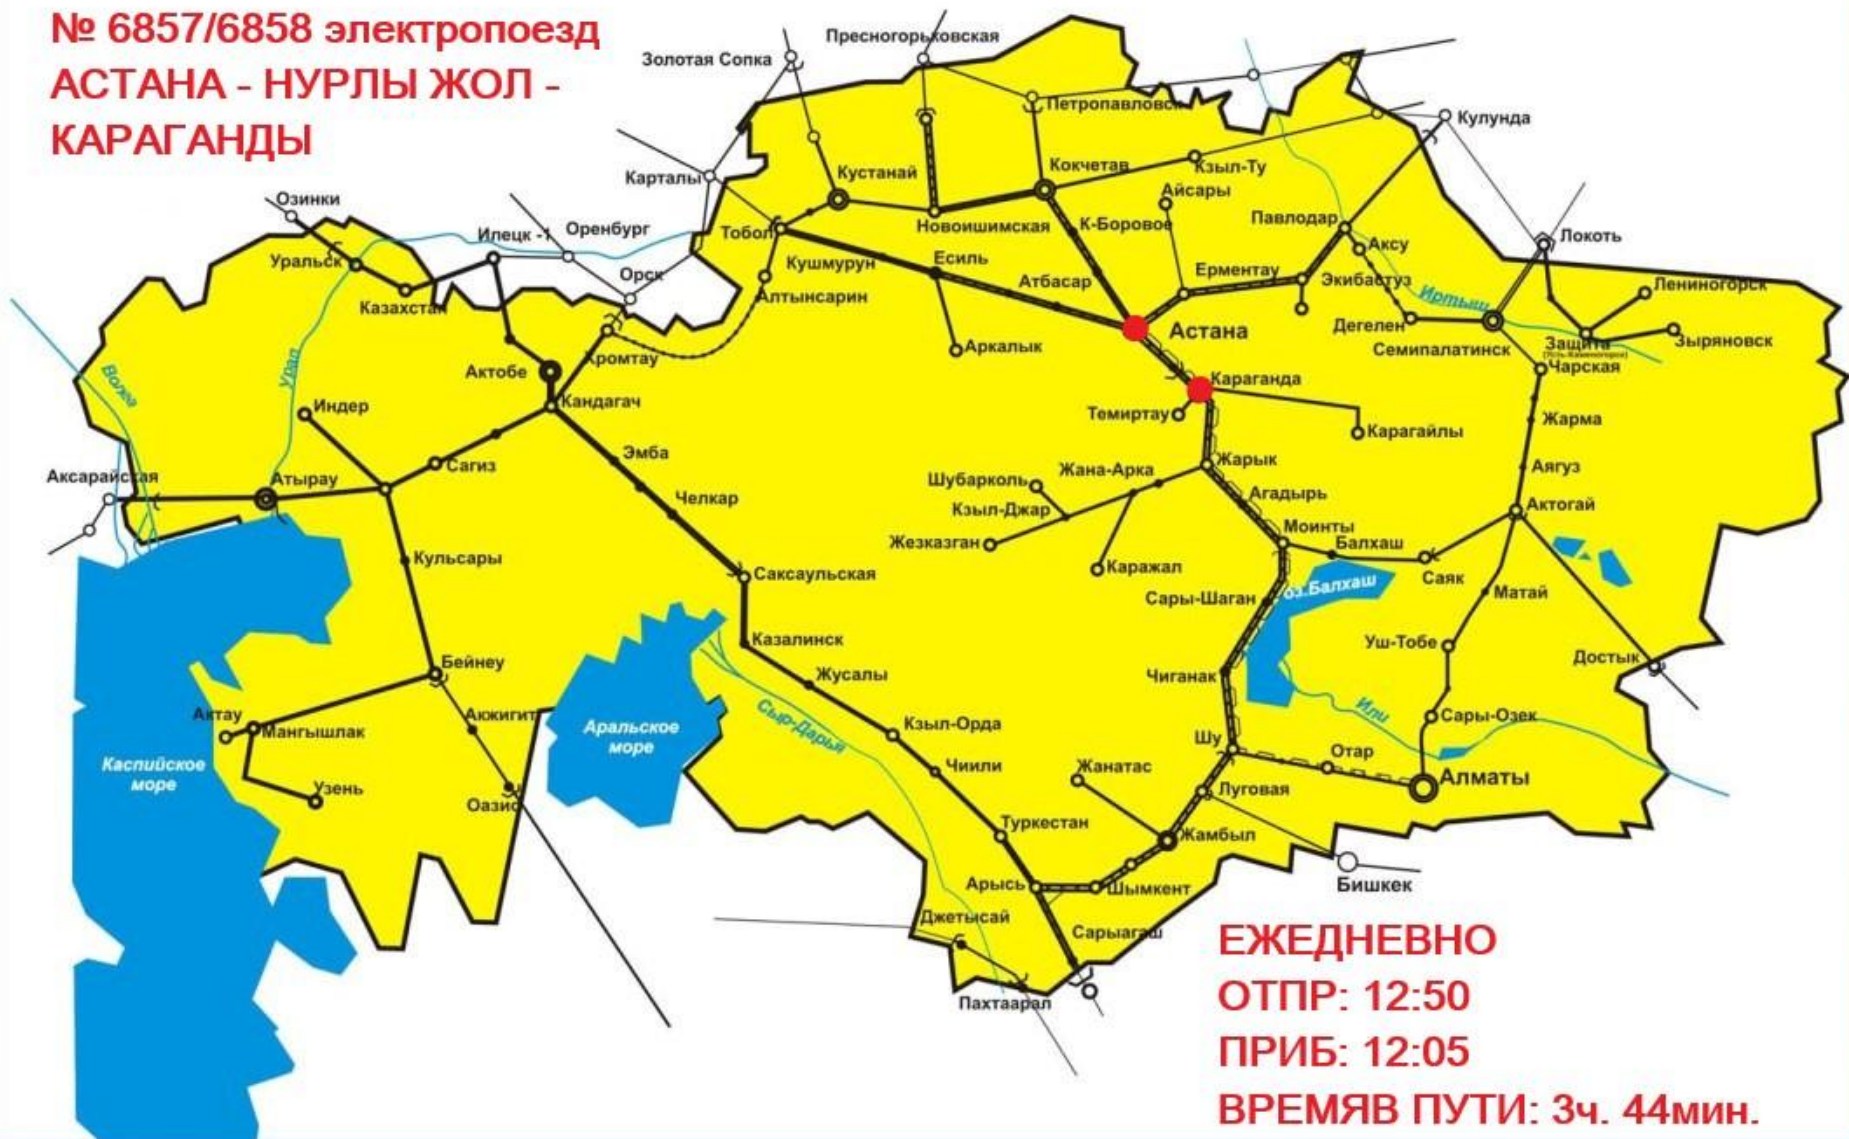 № 6857/6858 электропоезд
АСТАНА - НУРЛЫ ЖОЛ -
КАРАГАНДЫ
Золотая Сопка
Пресногорьковская
Петропавловск
Кулунда
Карталы
Кустанай
Кокчетав
Кзыл-Ту
Айсары
Озинки
Илецк -1
Оренбург
Тобол
Новоишимская
К-Боровое
Павлодар
Локоть
Уральск
Орск
Кушмурун
Есиль
Атбасар
Ерментау
Аксу
Экибастуз
Казахстан
Алтынсарин
Иртыш
Лениногорск
Волга
Урал
Хромтау
Аркалык
Астана
Дегелен
Семипалатинск
Защита
(Усть-Каменогорск)
Зыряновск
Чарская
Актобе
Кандагач
Караганда
Индер
Темиртау
Карагайлы
Жарма
Аксарайская
Атырау
Сагиз
Эмба
Челкар
Шубарколь
Жана-Арка
Жарык
Аягуз
Кзыл-Джар
Агадырь
Актогай
Жезказган
Моинты
Балхаш
Кульсары
Саксаульская
Каражал
Саяк
Сары-Шаган
оз.Балхаш
Матай
Казалинск
Уш-Тобе
Бейнеу
Жусалы
Чиганак
Достык
Актау
Мангышлак
Акжигит
Аральское
море
Сыр-Дарья
Кзыл-Орда
Или
Сары-Озек
Каспийское
море
Узень
Оазис
Чиили
Жанатас
Шу
Отар
Алматы
Луговая
Туркестан
Жамбыл
Арысь
Шымкент
Бишкек
Джетысай
Сарыагаш
Пахтаарал
ЕЖЕДНЕВНО
ОТПР: 12:50
ПРИБ: 12:05
ВРЕМЯВ ПУТИ: 3ч. 44мин.